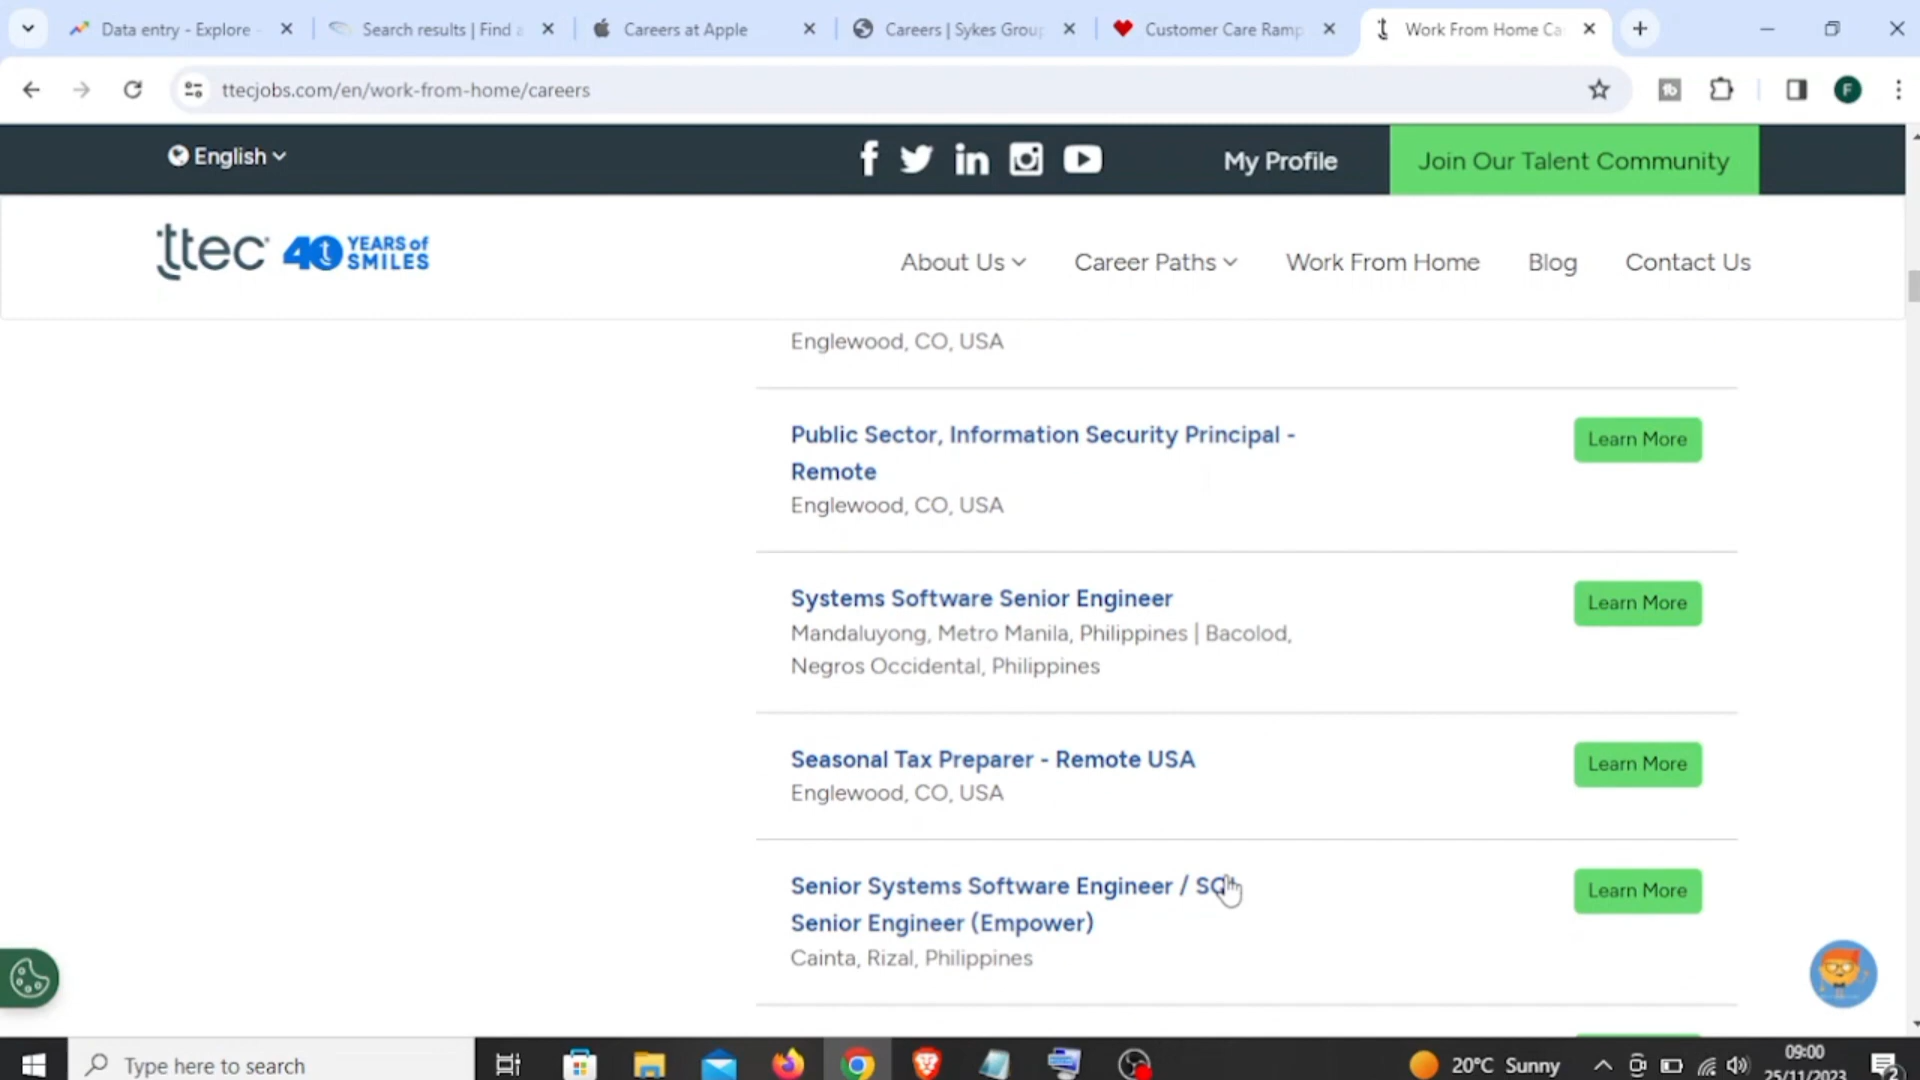 Data entry - Explore -
Search results | Find a
Careers at Apple
Careers | Sykes Group
Customer Care Ramp
Work From Home Ca
ttecjobs.com/en/work-from-home/careers
F
English
My Profile
Join Our Talent Community
ttec
40 YEARS of
SMILES
About Us
Career Paths
Work From Home
Blog
Contact Us
Englewood, CO, USA
Public Sector, Information Security Principal -
Remote
Englewood, CO, USA
Learn More
Systems Software Senior Engineer
Mandaluyong, Metro Manila, Philippines | Bacolod,
Negros Occidental, Philippines
Learn More
Seasonal Tax Preparer - Remote USA
Englewood, CO, USA
Learn More
Senior Systems Software Engineer /
Senior Engineer (Empower)
Cainta, Rizal, Philippines
Learn More
Type here to search
20°C Sunny
09:00
25/11/2023
2